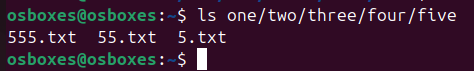 osboxes@osboxes:~$ ls one/two/three/four/five
555.txt  55.txt  5.txt
osboxes@osboxes:~$